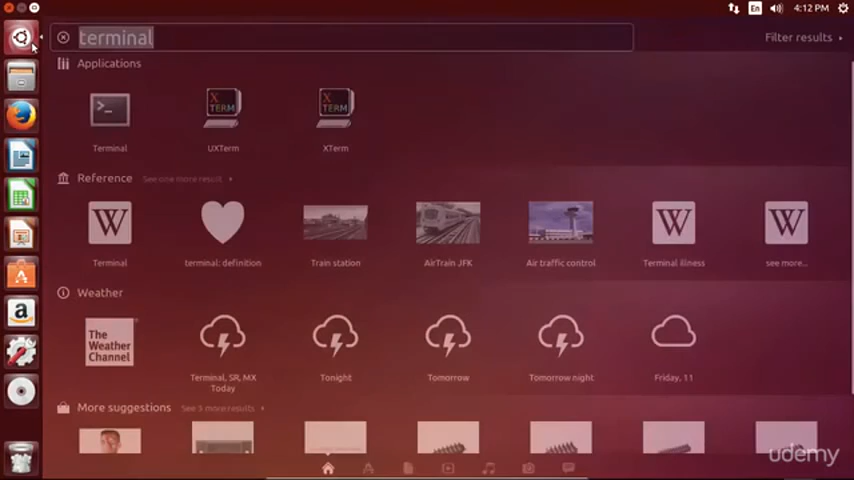 En 4:12 PM
terminal
Filter results
Applications
>_
X TERM
X TERM
Terminal
UXTerm
XTerm
Reference See one more result
W
W
W
Terminal
terminal: definition
Train station
AirTrain JFK
Air traffic control
Terminal illness
see more...
Weather
The Weather Channel
Terminal, SR, MX
Today
Tonight
Tomorrow
Tomorrow night
Friday, 11
More suggestions See 3 more results
udemy